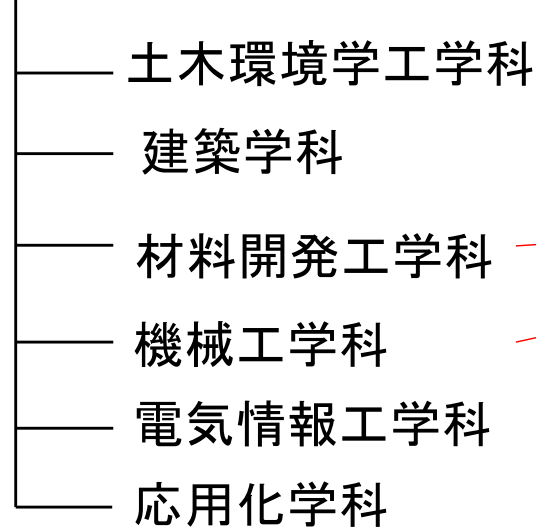 土木環境学工学科
建築学科
材料開発工学科
機械工学科
電気情報工学科
応用化学科